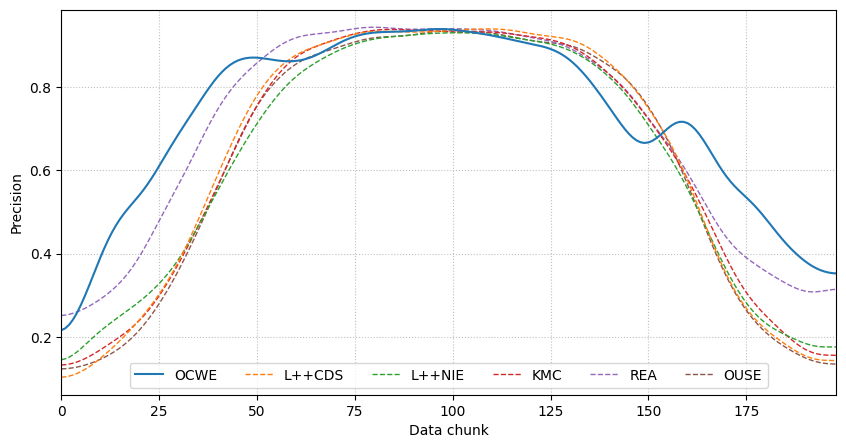 Precision
0.8
0.6
0.4
0.2
OCWE L++CDS L++NIE KMC REA OUSE
0 25 50 75 100 125 150 175
Data chunk